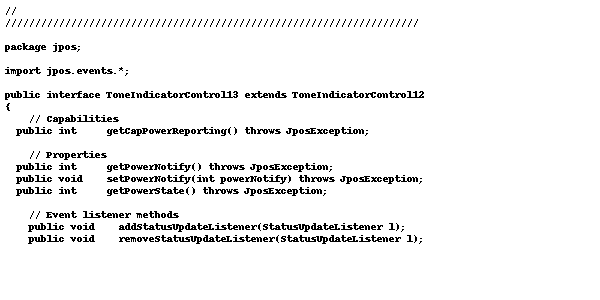 //
/////////////////////////////////////////////////////////////////////
package jpos;
import jpos.events.*;
public interface ToneIndicatorControl13 extends ToneIndicatorControl12
{
// Capabilities
public int getCapPowerReporting() throws JposException;
// Properties
public int getPowerNotify() throws JposException;
public void setPowerNotify(int powerNotify) throws JposException;
public int getPowerState() throws JposException;
// Event listener methods
public void addStatusUpdateListener(StatusUpdateListener l);
public void removeStatusUpdateListener(StatusUpdateListener l);